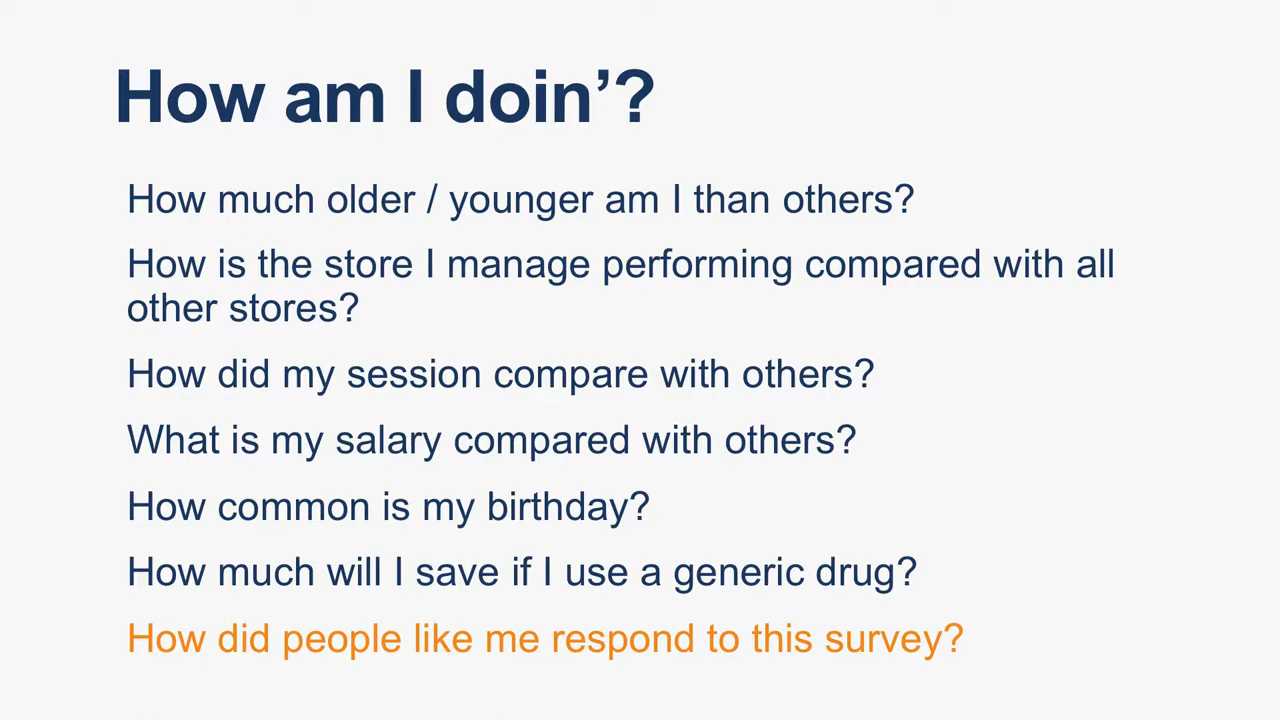 How am I doin’?
How much older / younger am I than others?
How is the store I manage performing compared with all
other stores?
How did my session compare with others?
What is my salary compared with others?
How common is my birthday?
How much will I save if I use a generic drug?
How did people like me respond to this survey?